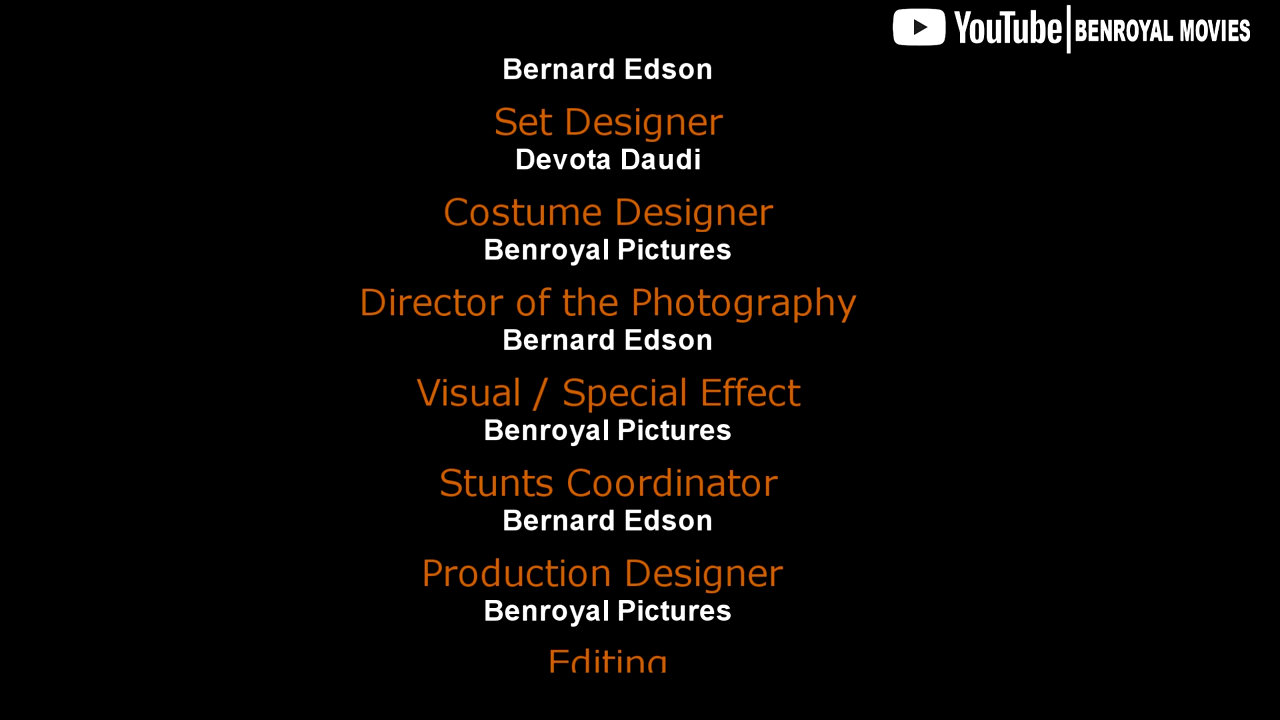 YouTube BENROYAL MOVIES
Bernard Edson
Set Designer
Devota Daudi
Costume Designer
Benroyal Pictures
Director of the Photography
Bernard Edson
Visual / Special Effect
Benroyal Pictures
Stunts Coordinator
Bernard Edson
Production Designer
Benroyal Pictures
Editing